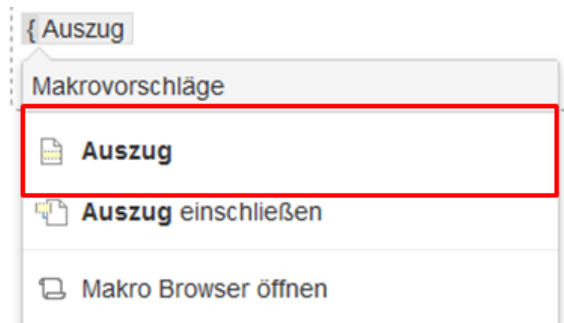 { Auszug
Makrovorschläge
Auszug
Auszug einschließen
Makro Browser öffnen